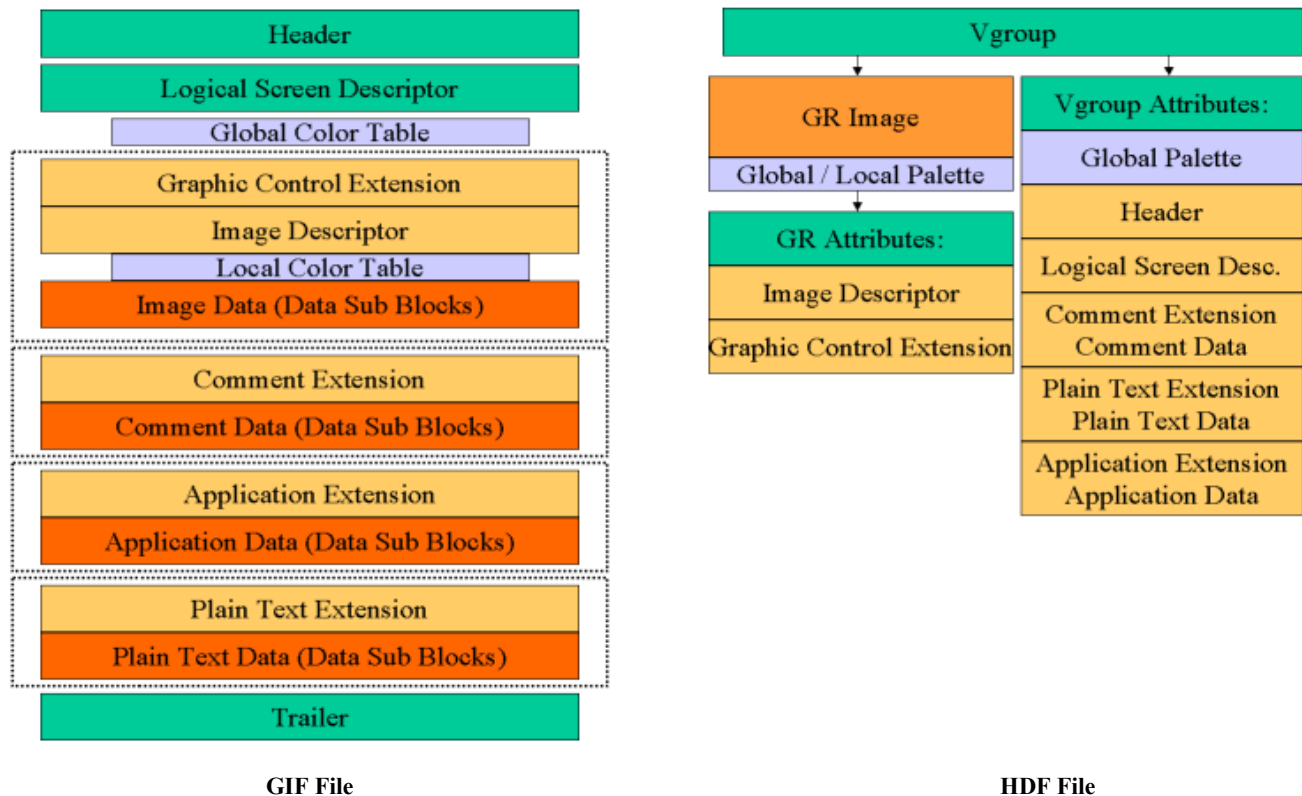 Header
Logical Screen Descriptor
Global Color Table
Graphic Control Extension
Image Descriptor
Local Color Table
Image Data (Data Sub Blocks)
Comment Extension
Comment Data (Data Sub Blocks)
Application Extension
Application Data (Data Sub Blocks)
Plain Text Extension
Plain Text Data (Data Sub Blocks)
Trailer
GIF File
Vgroup
GR Image
Global / Local Palette
GR Attributes:
Image Descriptor
Graphic Control Extension
Vgroup Attributes:
Global Palette
Header
Logical Screen Desc.
Comment Extension
Comment Data
Plain Text Extension
Plain Text Data
Application Extension
Application Data
HDF File